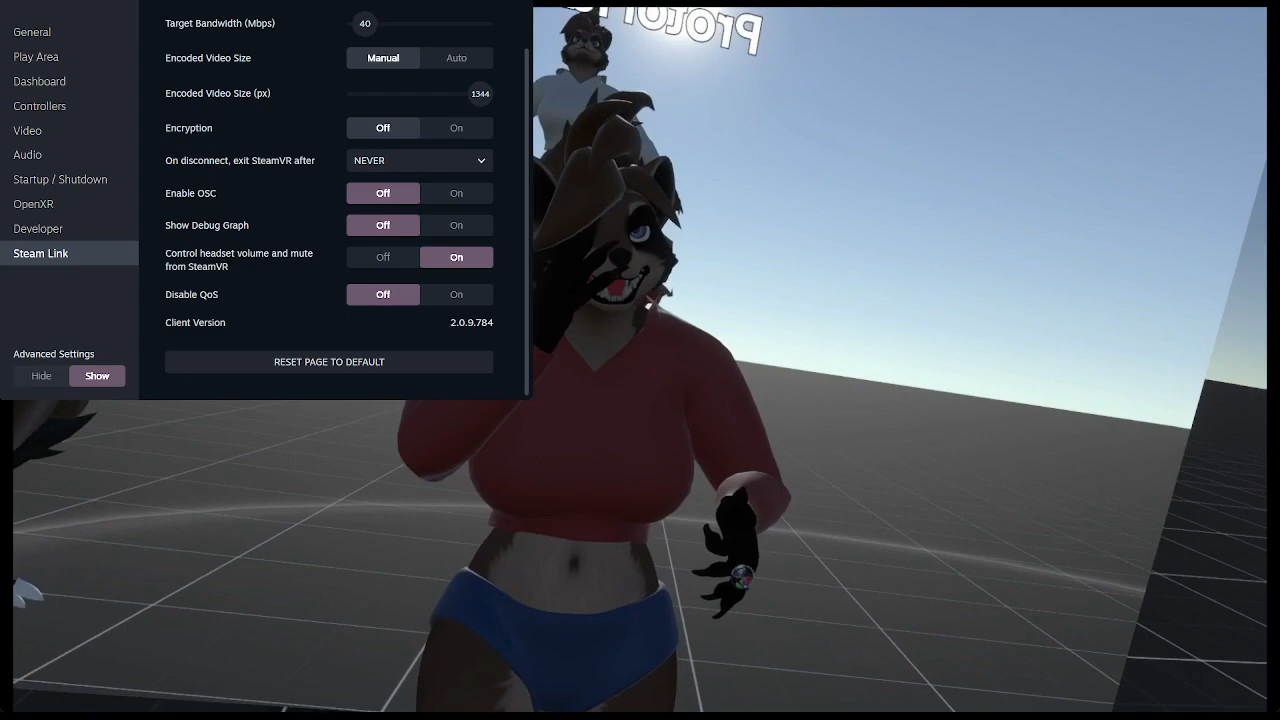 General
Play Area
Dashboard
Controllers
Video
Audio
Startup / Shutdown
OpenXR
Developer
Steam Link
Advanced Settings
Hide Show
Target Bandwidth (Mbps) 40
Encoded Video Size Manual Auto
Encoded Video Size (px) 1344
Encryption Off On
On disconnect, exit SteamVR after NEVER
Enable OSC Off On
Show Debug Graph Off On
Control headset volume and mute
from SteamVR Off On
Disable QoS Off On
Client Version 2.0.9.784
RESET PAGE TO DEFAULT